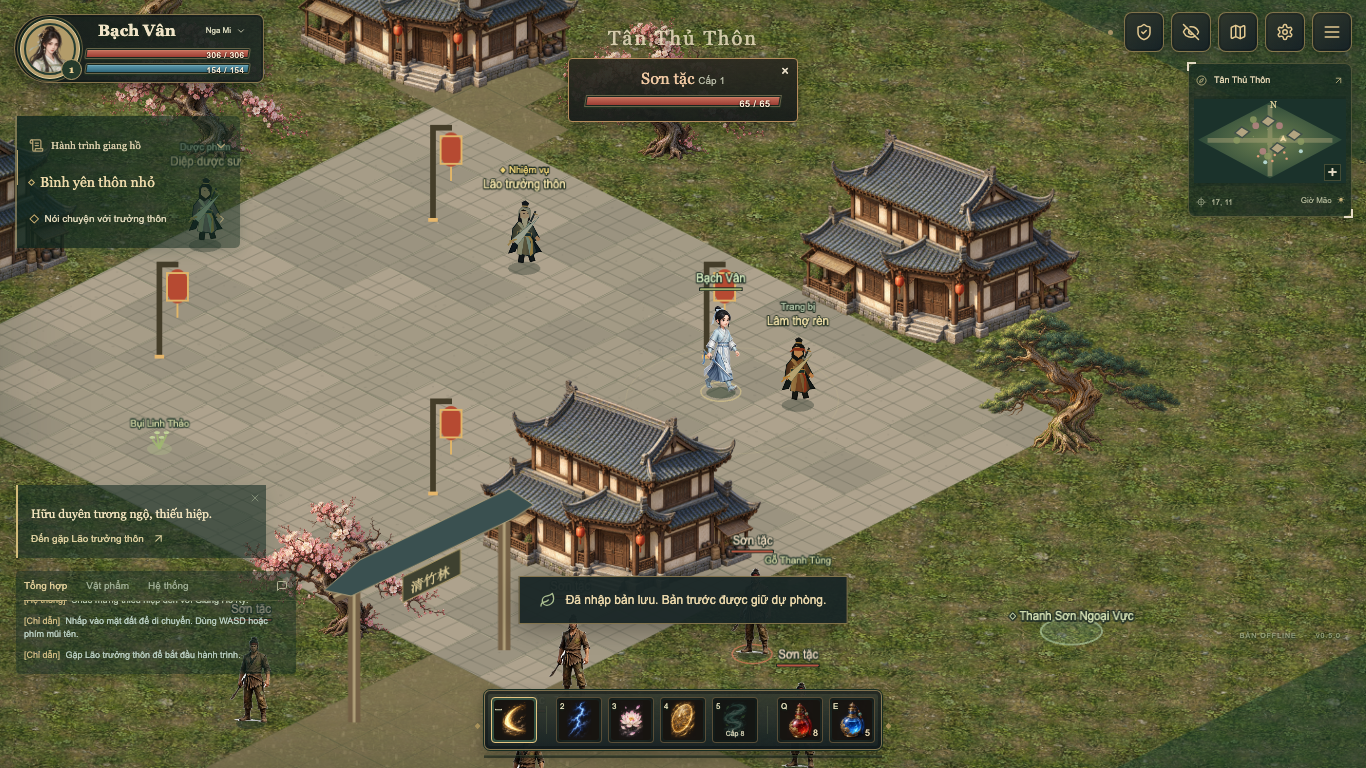 Bạch Vân
Nga Mi
306 / 306
154 / 154
1
Tân Thủ Thôn
Sơn tặc Cấp 1
65 / 65
Tân Thủ Thôn
N
17, 11
Giờ Mão
Hành trình giang hồ
Bình yên thôn nhỏ
Nói chuyện với trưởng thôn
Dược phẩm
Diệp dược sư
Nhiệm vụ
Lão trưởng thôn
Bạch Vân
Trang bị
Lâm thợ rèn
Bụi Linh Thảo
Hữu duyên tương ngộ, thiếu hiệp.
Đến gặp Lão trưởng thôn
Tổng hợp Vật phẩm Hệ thống
Sơn tặc
[Chỉ dẫn] Nhấp vào mặt đất để di chuyển. Dùng WASD hoặc
phím mũi tên.
[Chỉ dẫn] Gặp Lão trưởng thôn để bắt đầu hành trình.
清竹林
Sơn tặc
Gỗ Thanh Tùng
Đã nhập bản lưu. Bản trước được giữ dự phòng.
Sơn tặc
Thanh Sơn Ngoại Vực
BẢN OFFLINE
2
3
4
5
Cấp 8
Q
8
E
5